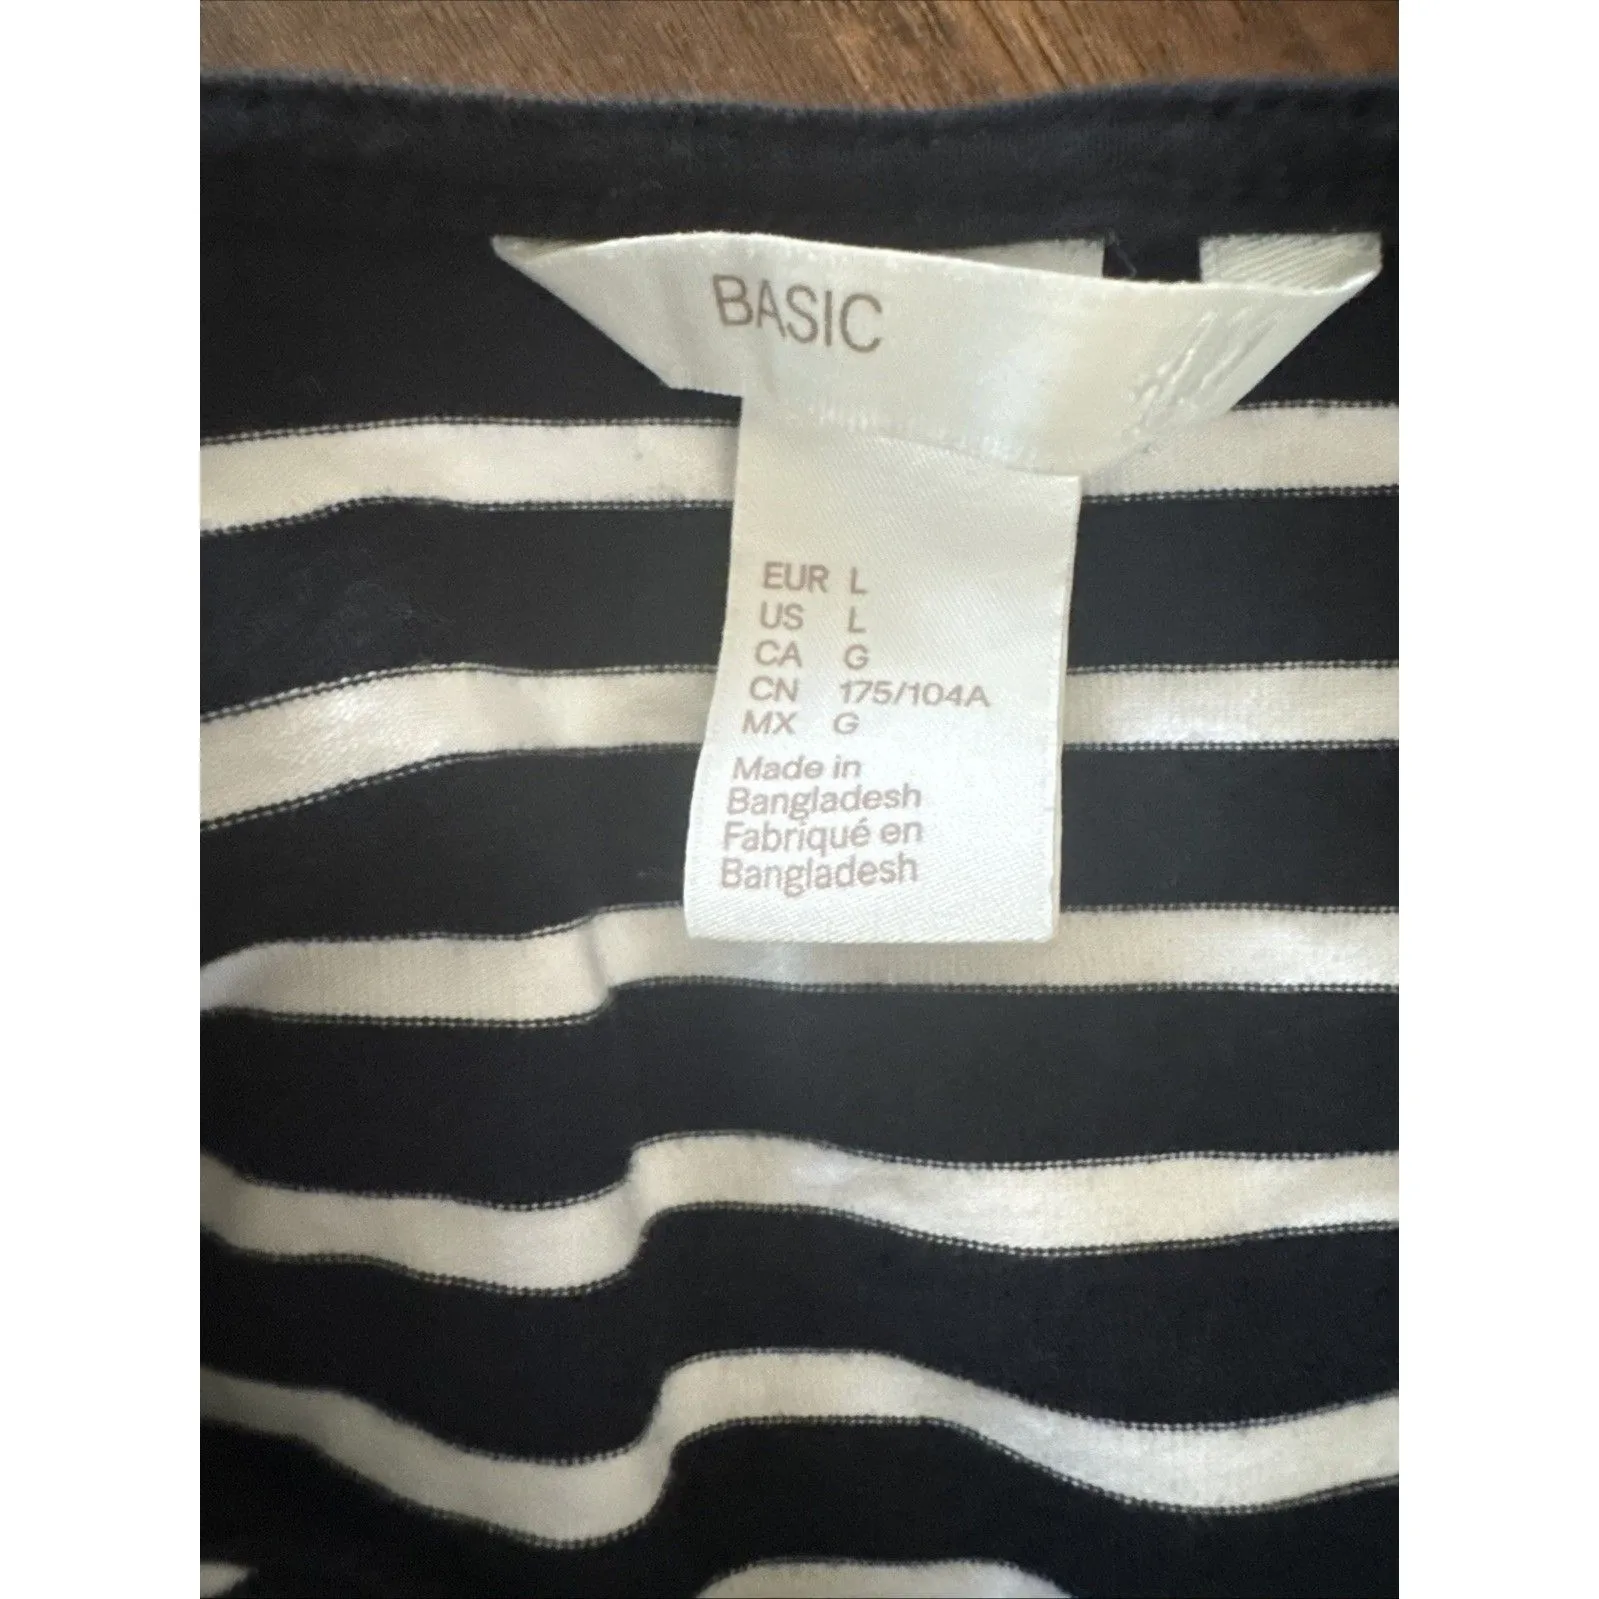 BASIC
EUR L
US L
CA G
CN 175/104A
MX G
Made in
Bangladesh
Fabriqué en
Bangladesh